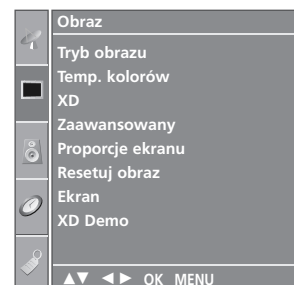 Obraz
Tryb obrazu
Temp. kolorów
XD
Zaawansowany
Proporcje ekranu
Resetuj obraz
Ekran
XD Demo
▲▼ ◄► OK MENU